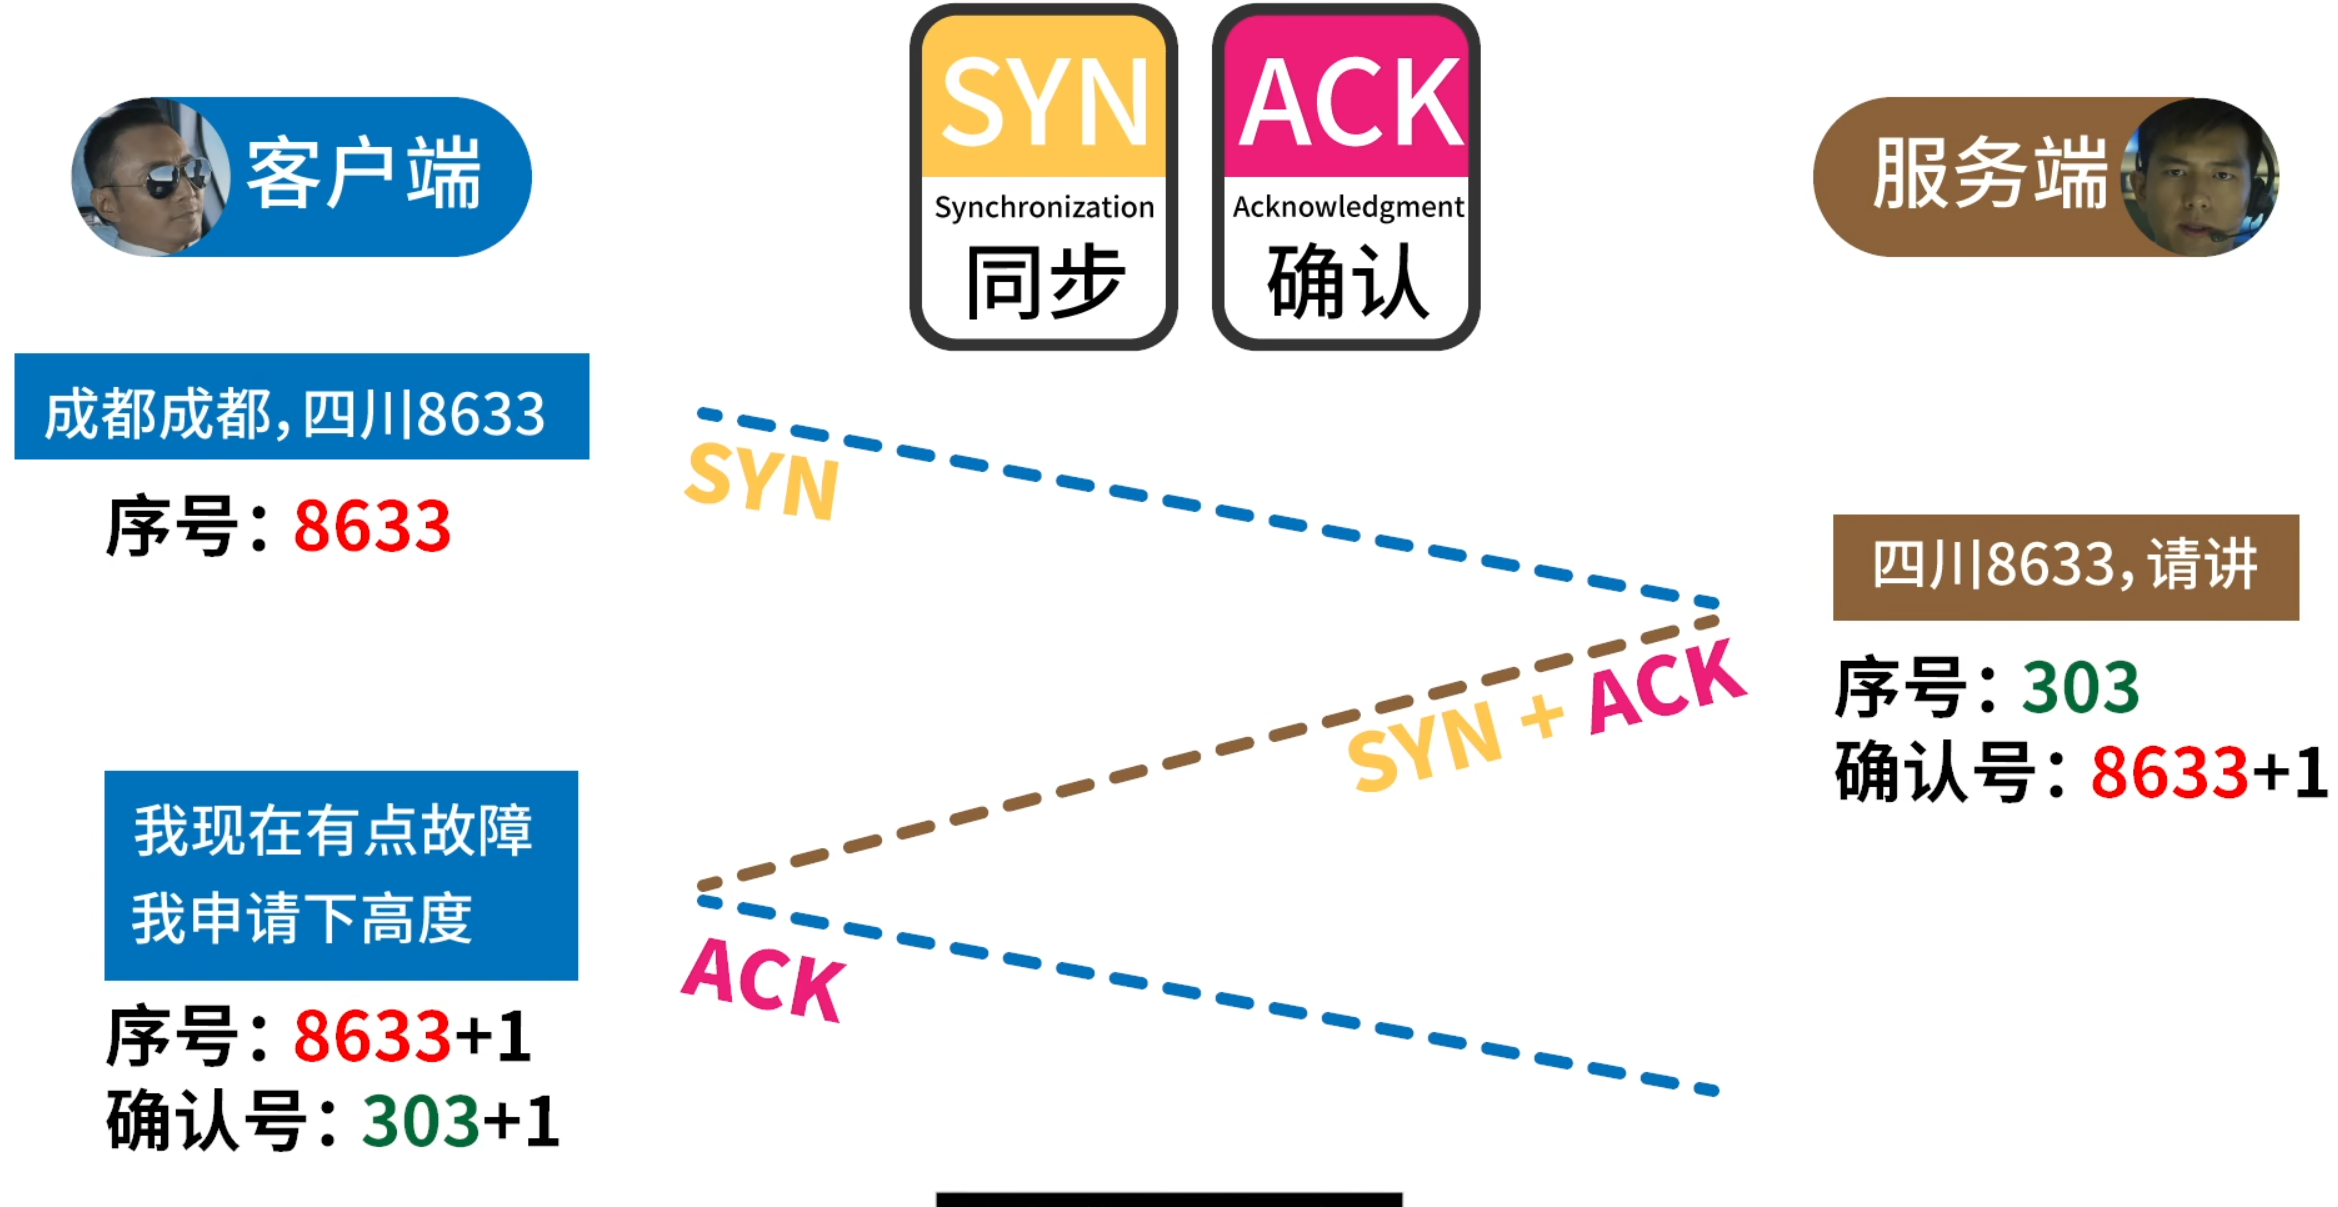 SYN
Synchronization
同步
ACK
Acknowledgment
确认
客户端
服务端
成都成都,四川8633
序号:8633
SYN
四川8633,请讲
序号:303
确认号:8633+1
SYN + ACK
我现在有点故障
我申请下高度
序号:8633+1
确认号:303+1
ACK